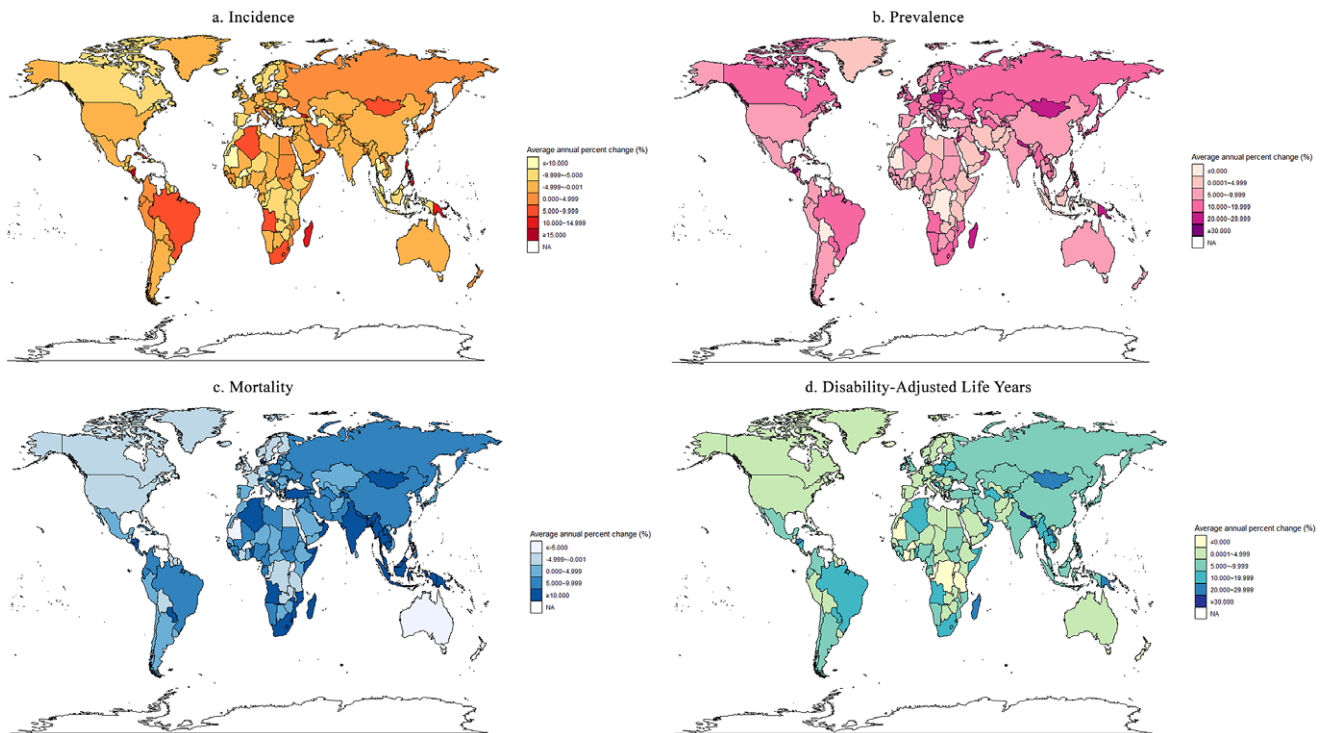 a. Incidence
Average annual percent change (%)
≤-10.000
-9.999~-5.000
-4.999~-0.001
0.000~4.999
5.000~9.999
10.000~14.999
≥15.000
NA
b. Prevalence
Average annual percent change (%)
≤0.000
0.0001~4.999
5.0001~9.999
10.000~19.999
20.000~29.999
≥30.000
NA
c. Mortality
Average annual percent change (%)
≤-5.000
-4.999~-0.001
0.000~4.999
5.000~9.999
≥10.000
NA
d. Disability-Adjusted Life Years
Average annual percent change (%)
≤0.000
0.0001~4.999
5.000~9.999
10.000~19.999
20.000~29.999
≥30.000
NA